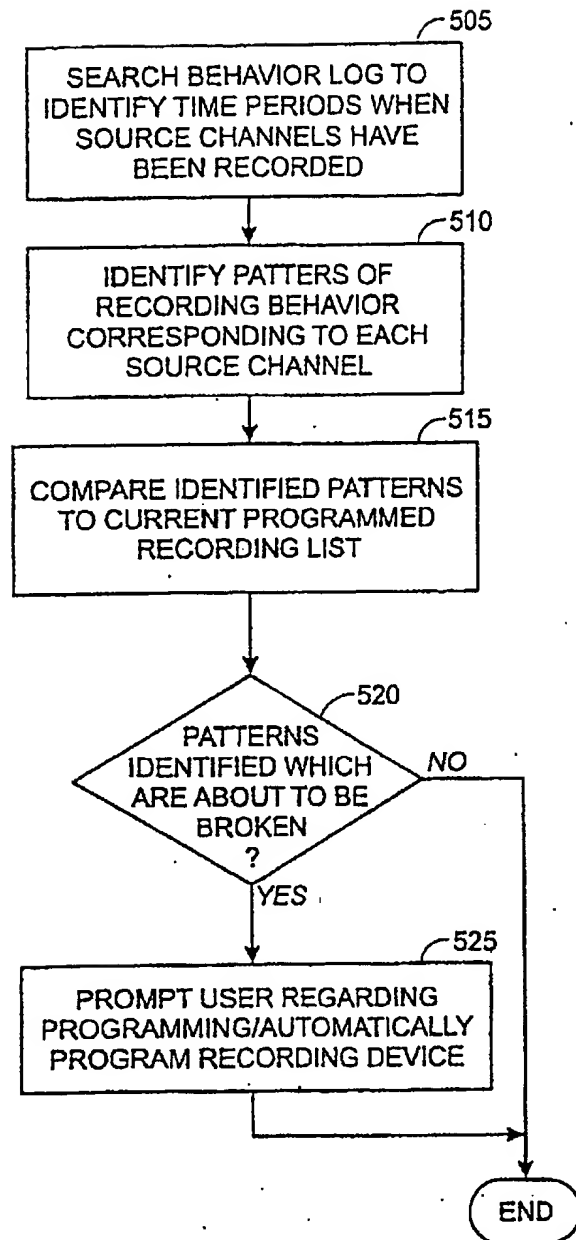 505
SEARCH BEHAVIOR LOG TO
IDENTIFY TIME PERIODS WHEN
SOURCE CHANNELS HAVE
BEEN RECORDED
510
IDENTIFY PATTERS OF
RECORDING BEHAVIOR
CORRESPONDING TO EACH
SOURCE CHANNEL
515
COMPARE IDENTIFIED PATTERNS
TO CURRENT PROGRAMMED
RECORDING LIST
520
PATTERNS
IDENTIFIED WHICH
ARE ABOUT TO BE
BROKEN
?
NO
YES
525
PROMPT USER REGARDING
PROGRAMMING/AUTOMATICALLY
PROGRAM RECORDING DEVICE
END